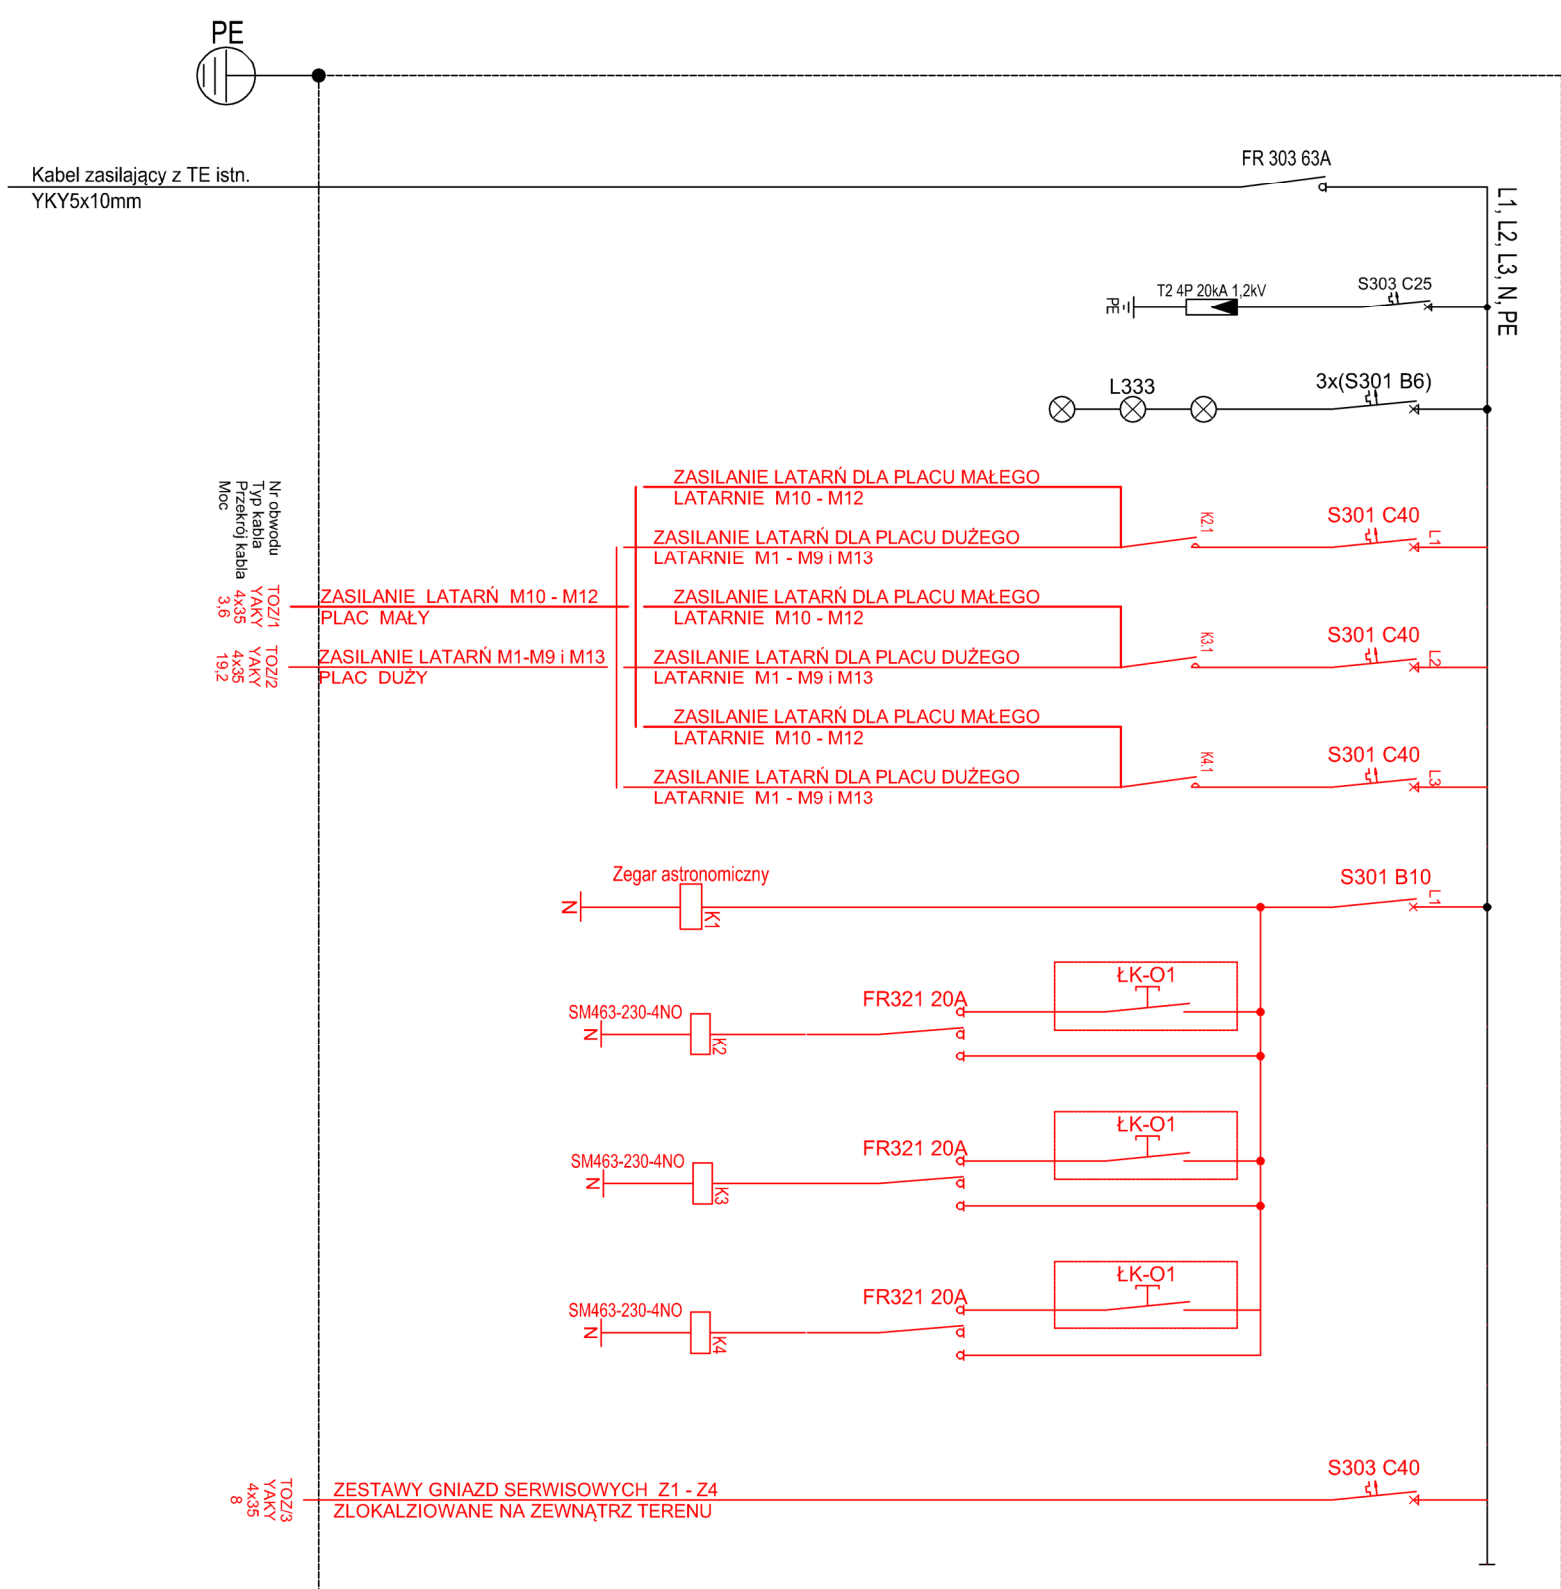 PE
Kabel zasilający z TE istn.
YKY5x10mm
FR 303 63A
L1, L2, L3, N, PE
S303 C25
T2 4P 20kA 1,2kV
PE
L333
3x(S301 B6)
Nr obwodu
Typ kabla
Przekrój kabla
Moc
ZASILANIE LATARŃ DLA PLACU MAŁEGO
LATARNIE M10 - M12
K2.1
S301 C40
L1
ZASILANIE LATARŃ DLA PLACU DUŻEGO
LATARNIE M1 - M9 i M13
TOZ/1
YAKY
4x35
3,6
ZASILANIE LATARŃ M10 - M12
PLAC MAŁY
ZASILANIE LATARŃ DLA PLACU MAŁEGO
LATARNIE M10 - M12
K3.1
S301 C40
L2
TOZ/2
YAKY
4x35
19,2
ZASILANIE LATARŃ M1-M9 i M13
PLAC DUŻY
ZASILANIE LATARŃ DLA PLACU DUŻEGO
LATARNIE M1 - M9 i M13
ZASILANIE LATARŃ DLA PLACU MAŁEGO
LATARNIE M10 - M12
K4.1
S301 C40
L3
ZASILANIE LATARŃ DLA PLACU DUŻEGO
LATARNIE M1 - M9 i M13
Zegar astronomiczny
N
K1
S301 B10
L1
ŁK-O1
FR321 20A
SM463-230-4NO
N
K2
ŁK-O1
FR321 20A
SM463-230-4NO
N
K3
ŁK-O1
FR321 20A
SM463-230-4NO
N
K4
S303 C40
TOZ/3
YAKY
4x35
8
ZESTAWY GNIAZD SERWISOWYCH Z1 - Z4
ZLOKALZIOWANE NA ZEWNĄTRZ TERENU